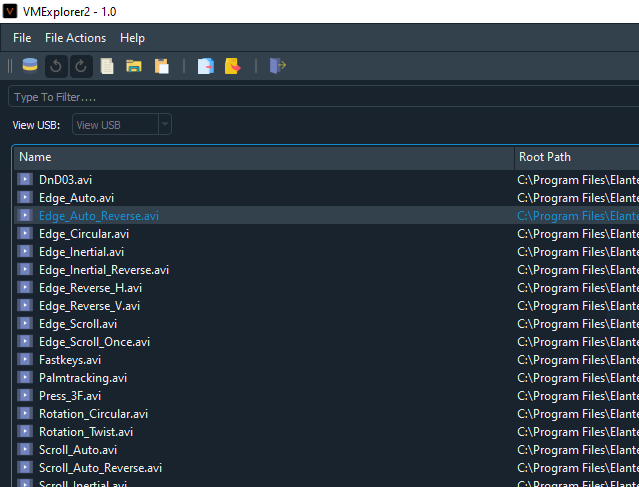 VMExplorer2 - 1.0
File File Actions Help
Type To Filter....
View USB: View USB
Name Root Path
DnD03.avi C:\Program Files\Elante
Edge_Auto.avi C:\Program Files\Elante
Edge_Auto_Reverse.avi C:\Program Files\Elante
Edge_Circular.avi C:\Program Files\Elante
Edge_Inertial.avi C:\Program Files\Elante
Edge_Inertial_Reverse.avi C:\Program Files\Elante
Edge_Reverse_H.avi C:\Program Files\Elante
Edge_Reverse_V.avi C:\Program Files\Elante
Edge_Scroll.avi C:\Program Files\Elante
Edge_Scroll_Once.avi C:\Program Files\Elante
Fastkeys.avi C:\Program Files\Elante
Palmtracking.avi C:\Program Files\Elante
Press_3F.avi C:\Program Files\Elante
Rotation_Circular.avi C:\Program Files\Elante
Rotation_Twist.avi C:\Program Files\Elante
Scroll_Auto.avi C:\Program Files\Elante
Scroll_Auto_Reverse.avi C:\Program Files\Elante
Scroll_Inertial.avi C:\Program Files\Elante